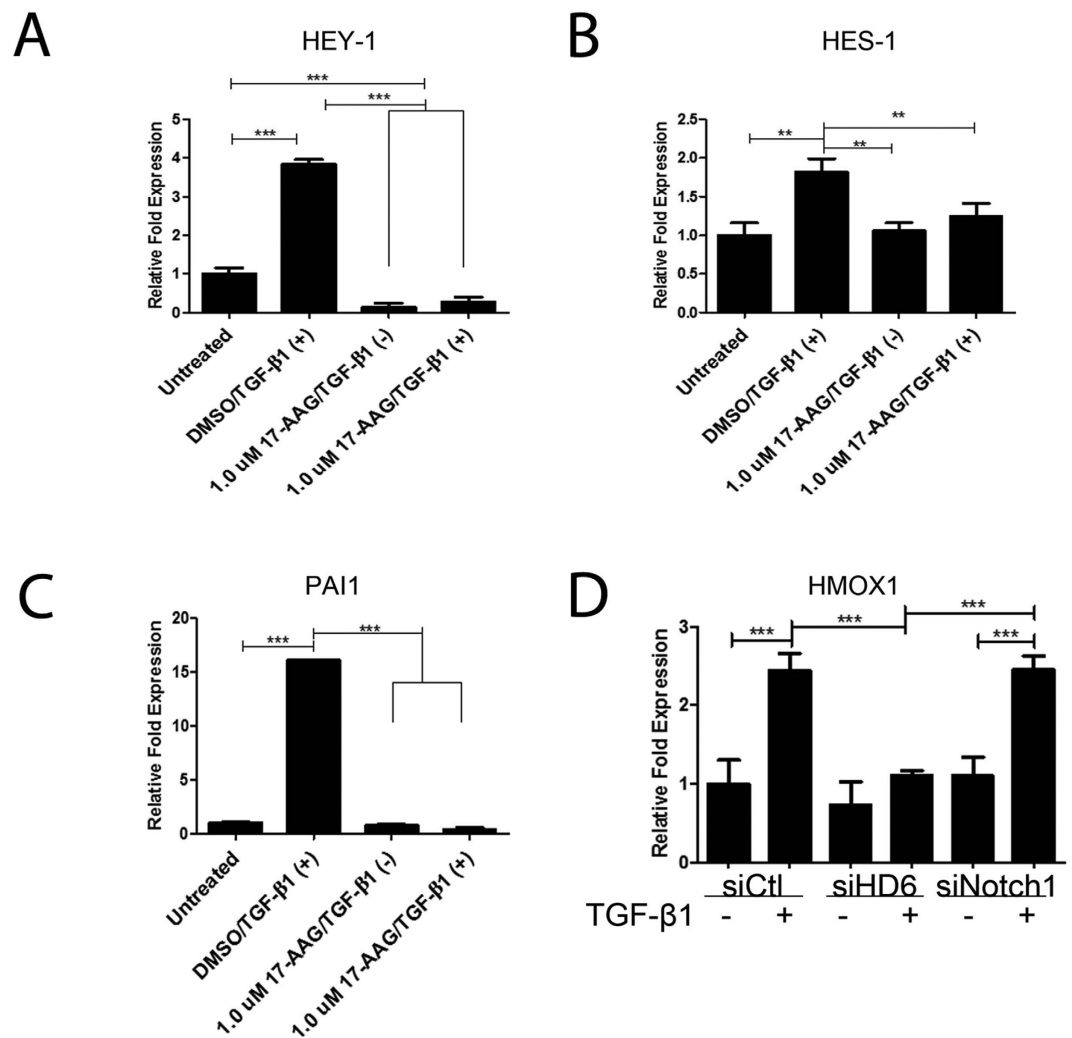 A
HEY-1
***
***
***
Relative Fold Expression
5
4
3
2
1
0
Untreated
DMSO/TGF-β1 (+)
1.0 uM 17-AAG/TGF-β1 (-)
1.0 uM 17-AAG/TGF-β1 (+)
B
HES-1
**
**
**
Relative Fold Expression
2.5
2.0
1.5
1.0
0.5
0.0
Untreated
DMSO/TGF-β1 (+)
1.0 uM 17-AAG/TGF-β1 (-)
1.0 uM 17-AAG/TGF-β1 (+)
C
PAI1
***
***
Relative Fold Expression
20
15
10
5
0
Untreated
DMSO/TGF-β1 (+)
1.0 uM 17-AAG/TGF-β1 (-)
1.0 uM 17-AAG/TGF-β1 (+)
D
HMOX1
***
***
***
***
Relative Fold Expression
3
2
1
0
siCtl siHD6 siNotch1
TGF-β1 - + - + - +